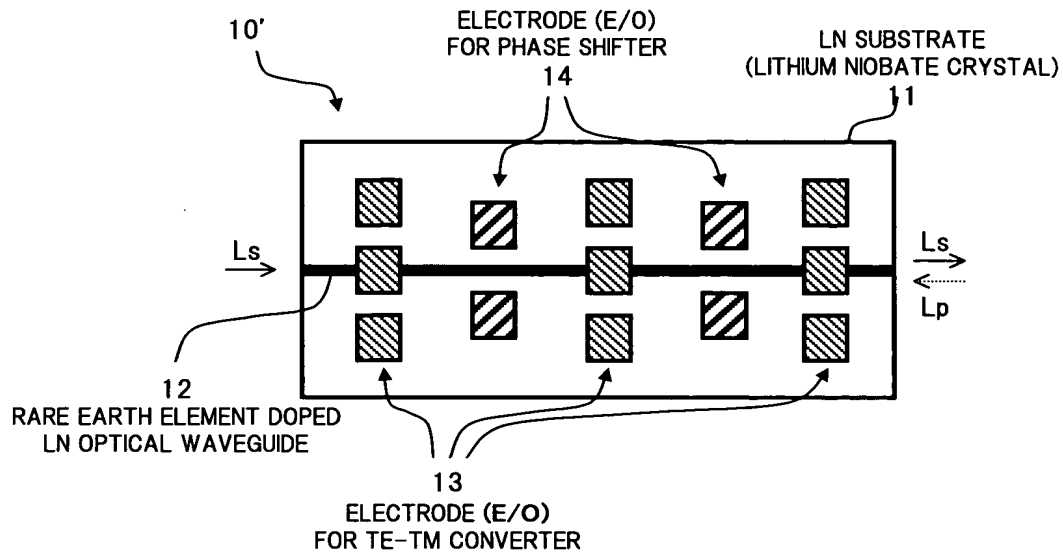 10′
ELECTRODE (E/O)
FOR PHASE SHIFTER
14
LN SUBSTRATE
(LITHIUM NIOBATE CRYSTAL)
11
Ls
Ls
Lp
12
RARE EARTH ELEMENT DOPED
LN OPTICAL WAVEGUIDE
13
ELECTRODE (E/O)
FOR TE-TM CONVERTER